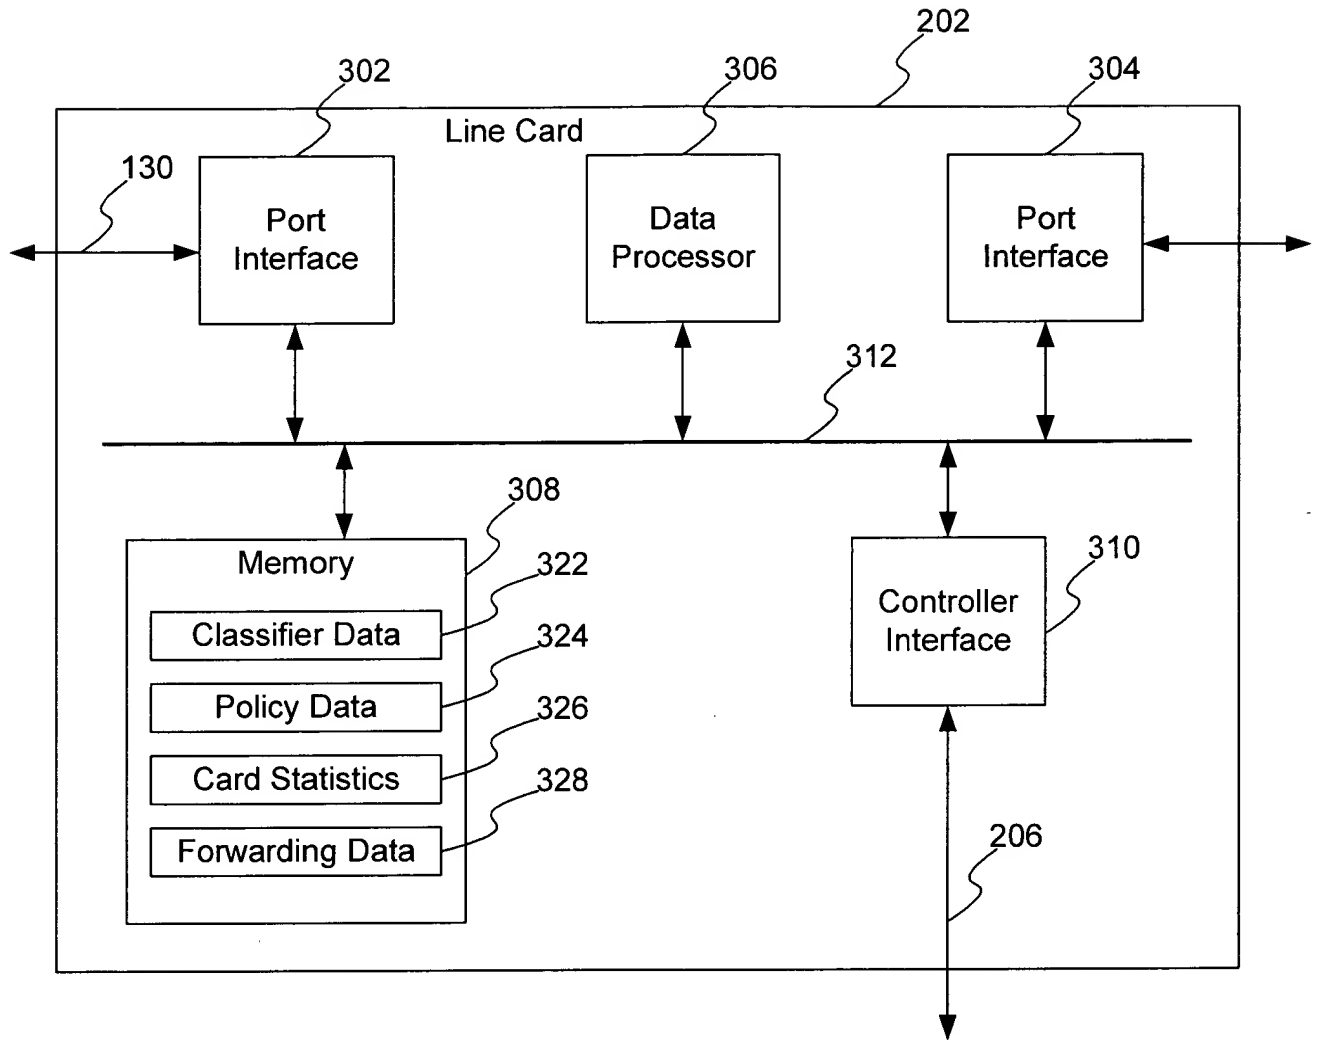 202
302
306
304
Line Card
130
Port
Interface
Data
Processor
Port
Interface
312
308
Memory
322
310
Classifier Data
Controller
Interface
324
Policy Data
326
Card Statistics
328
Forwarding Data
206